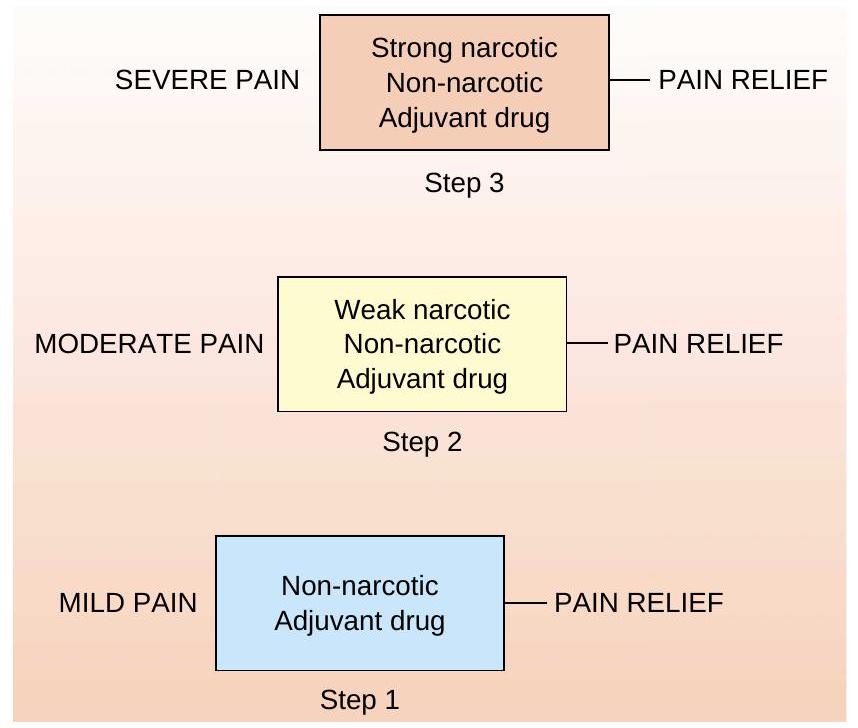 SEVERE PAIN
Strong narcotic
Non-narcotic
Adjuvant drug
PAIN RELIEF
Step 3
MODERATE PAIN
Weak narcotic
Non-narcotic
Adjuvant drug
PAIN RELIEF
Step 2
MILD PAIN
Non-narcotic
Adjuvant drug
PAIN RELIEF
Step 1